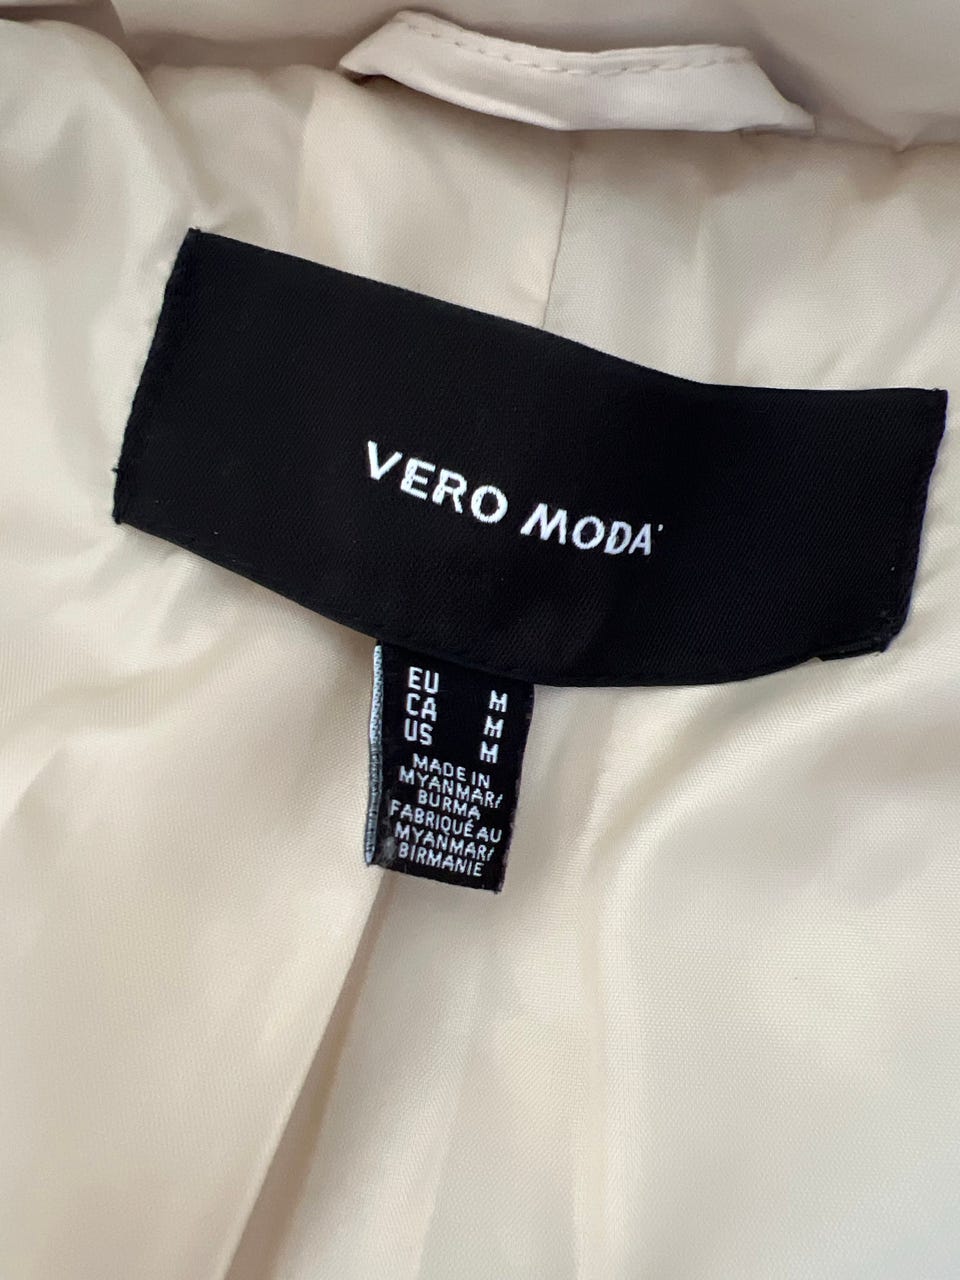 VERO MODA
EU M
CA M
US M
MADE IN
MYANMAR/
BURMA
FABRIQUÉ AU
MYANMAR/
BIRMANIE